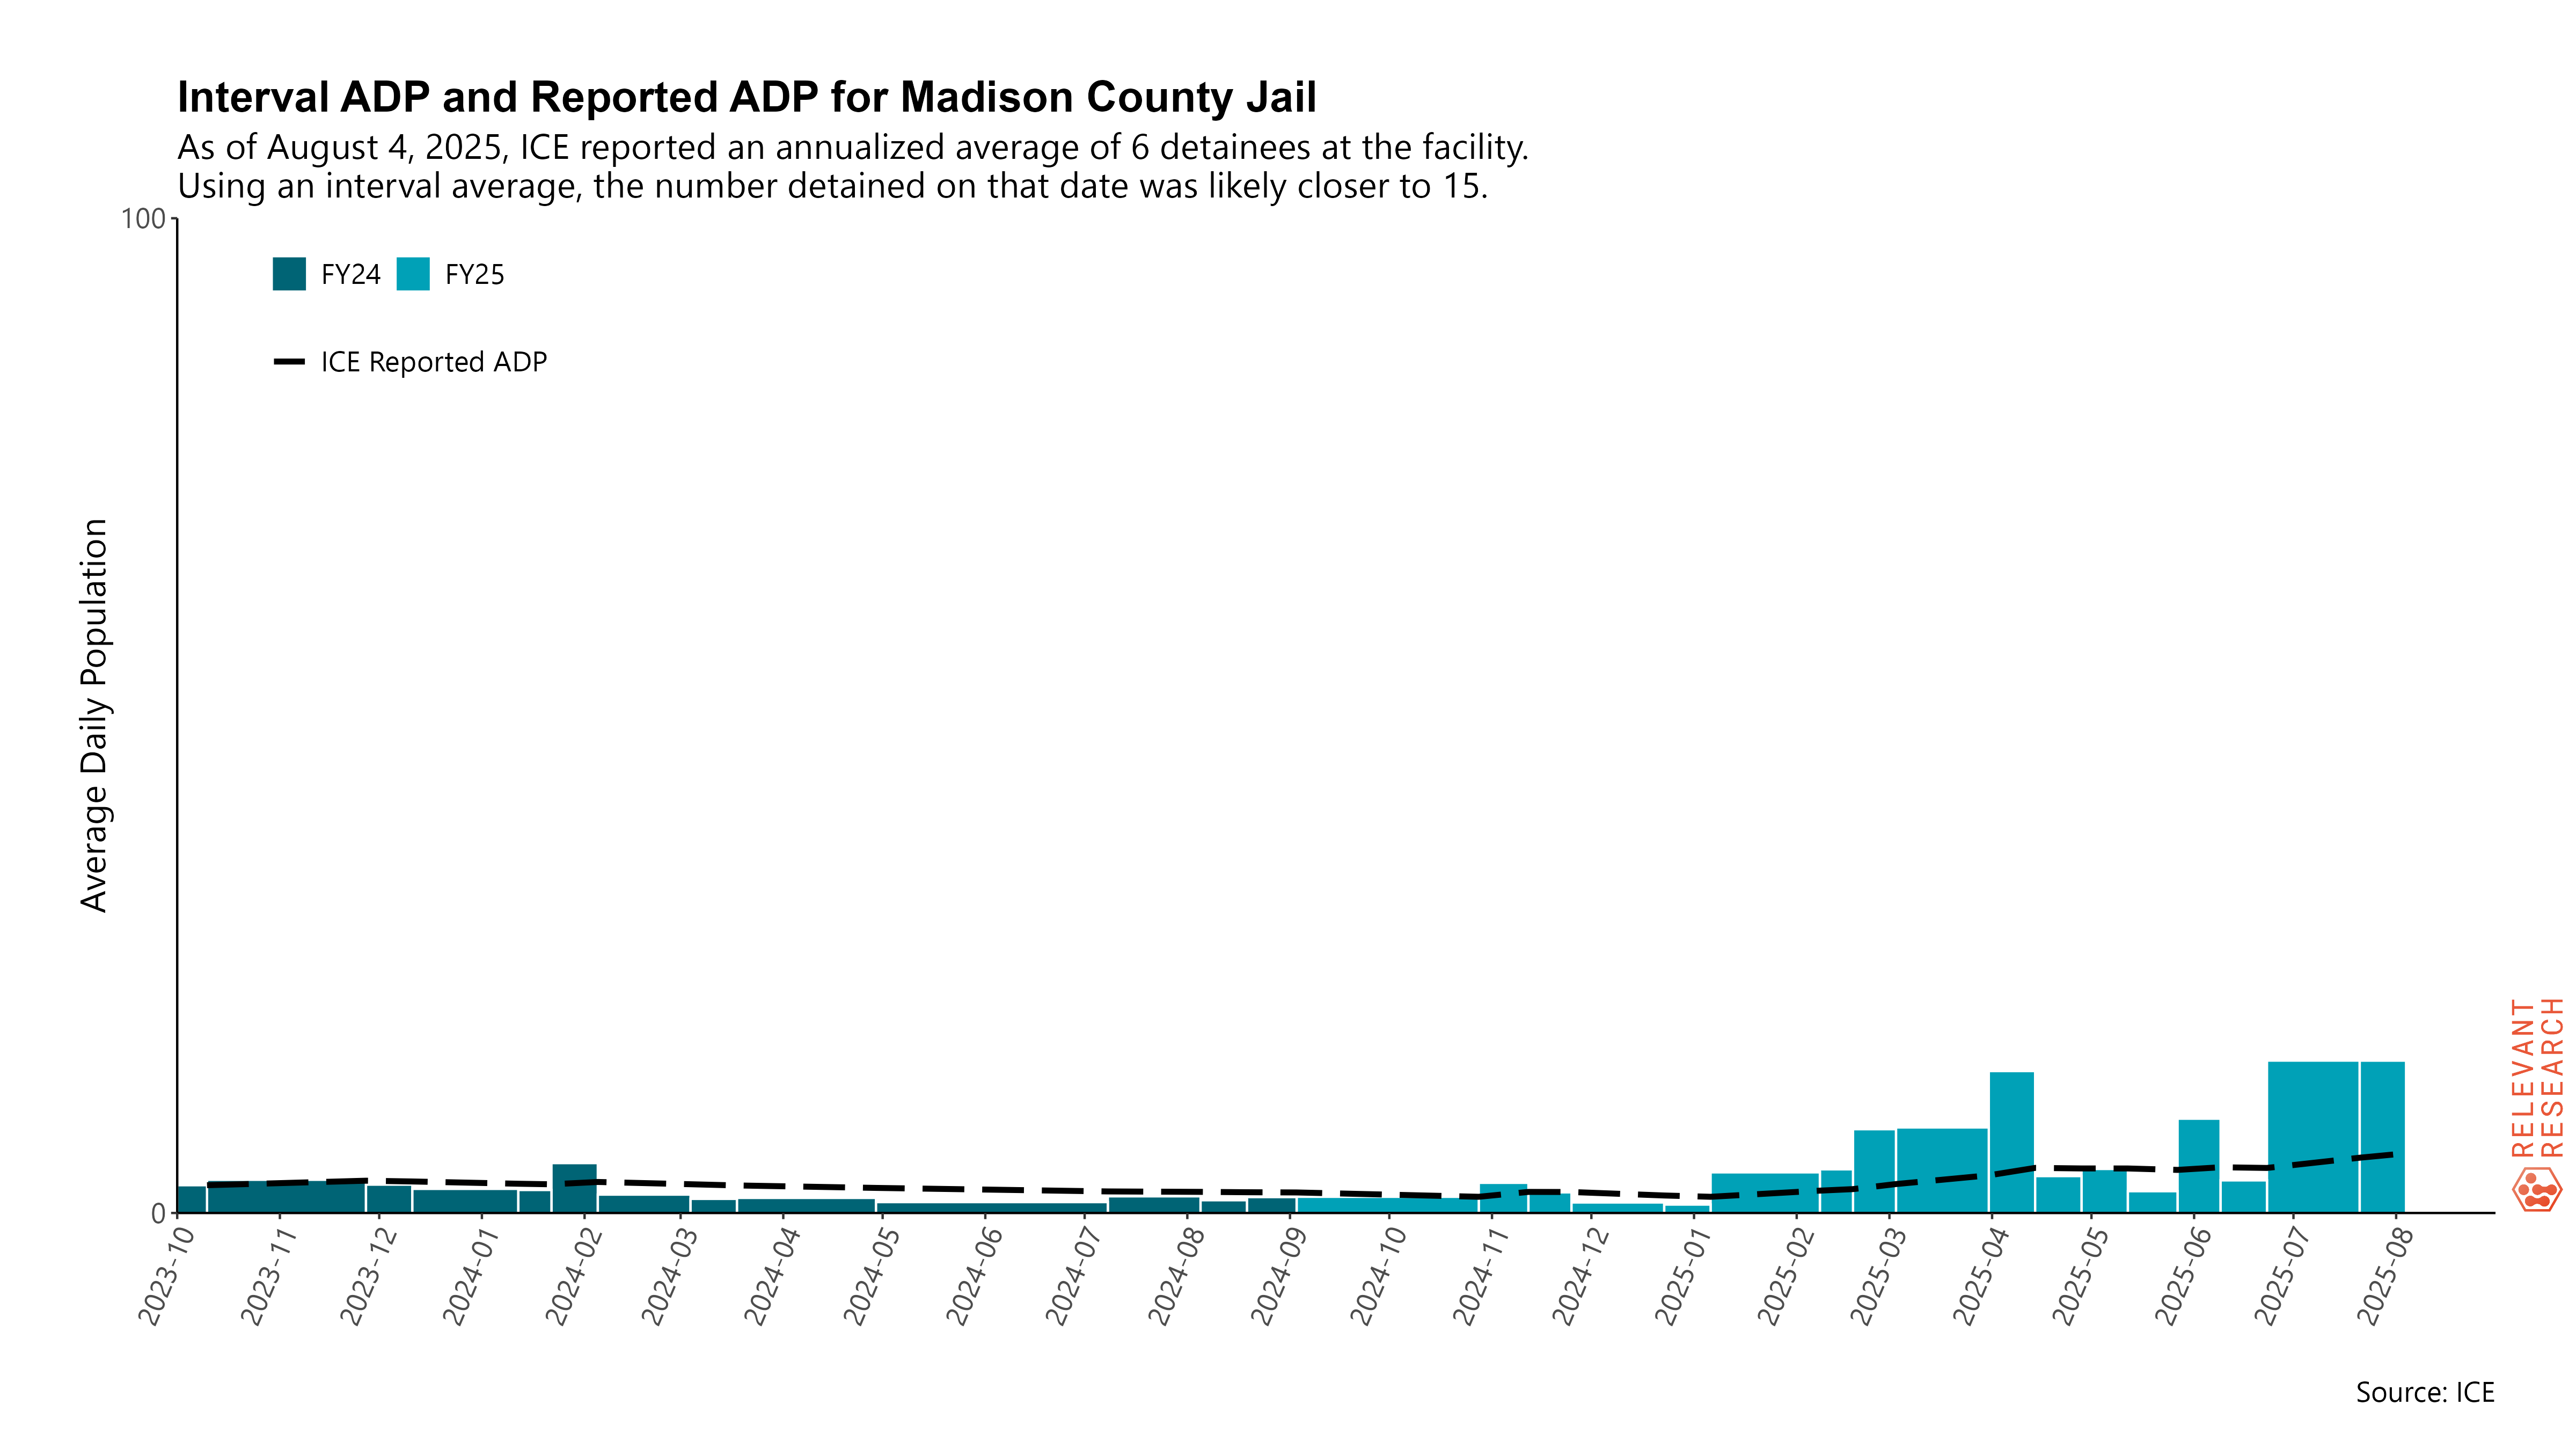 Interval ADP and Reported ADP for Madison County Jail
As of August 4, 2025, ICE reported an annualized average of 6 detainees at the facility.
Using an interval average, the number detained on that date was likely closer to 15.
100
FY24 FY25
ICE Reported ADP
Average Daily Population
0
2023-10 2023-11 2023-12 2024-01 2024-02 2024-03 2024-04 2024-05 2024-06 2024-07 2024-08 2024-09 2024-10 2024-11 2024-12 2025-01 2025-02 2025-03 2025-04 2025-05 2025-06 2025-07 2025-08
RELEVANT
RESEARCH
Source: ICE